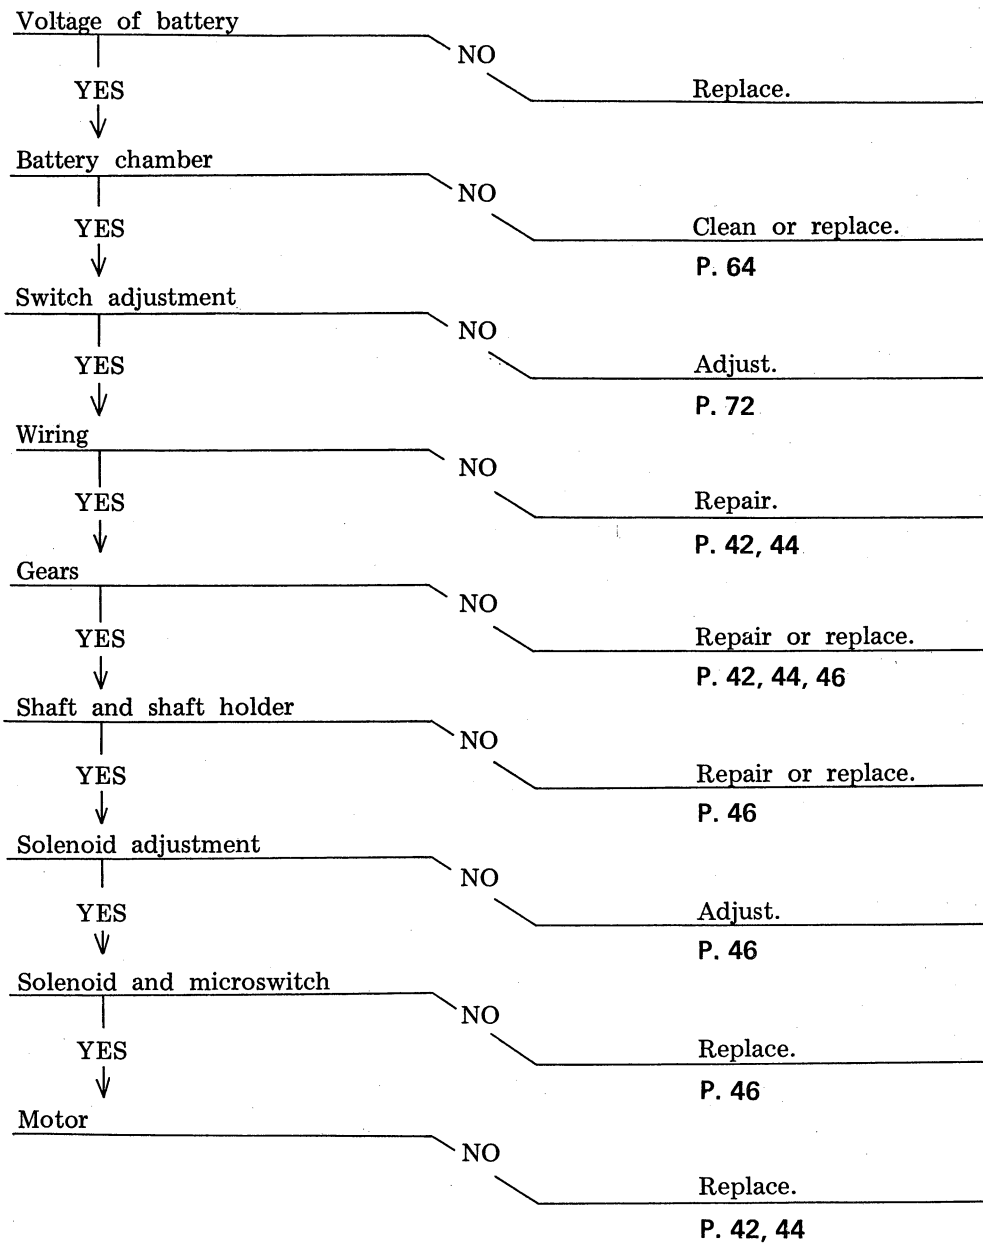 Voltage of battery
NO
YES
Replace.
Battery chamber
NO
YES
Clean or replace.
P. 64
Switch adjustment
NO
YES
Adjust.
P. 72
Wiring
NO
YES
Repair.
P. 42, 44
Gears
NO
YES
Repair or replace.
P. 42, 44, 46
Shaft and shaft holder
NO
YES
Repair or replace.
P. 46
Solenoid adjustment
NO
YES
Adjust.
P. 46
Solenoid and microswitch
NO
YES
Replace.
P. 46
Motor
NO
Replace.
P. 42, 44